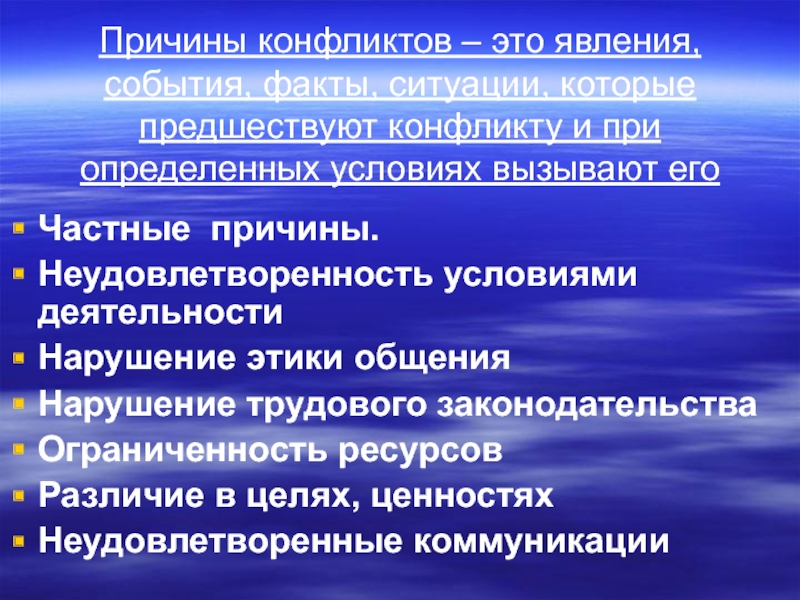 Причины конфликтов – это явления,
события, факты, ситуации, которые
предшествуют конфликту и при
определенных условиях вызывают его
Частные причины.
Неудовлетворенность условиями
деятельности
Нарушение этики общения
Нарушение трудового законодательства
Ограниченность ресурсов
Различие в целях, ценностях
Неудовлетворенные коммуникации